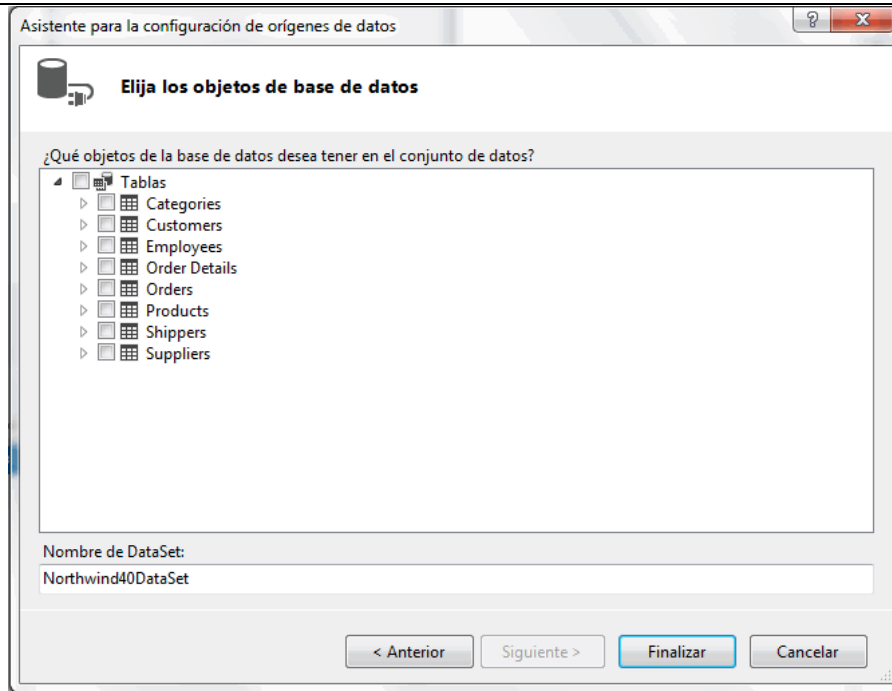 Asistente para la configuración de orígenes de datos
Elija los objetos de base de datos
¿Qué objetos de la base de datos desea tener en el conjunto de datos?
Tablas
Categories
Customers
Employees
Order Details
Orders
Products
Shippers
Suppliers
Nombre de DataSet:
Northwind40DataSet
< Anterior Siguiente > Finalizar Cancelar